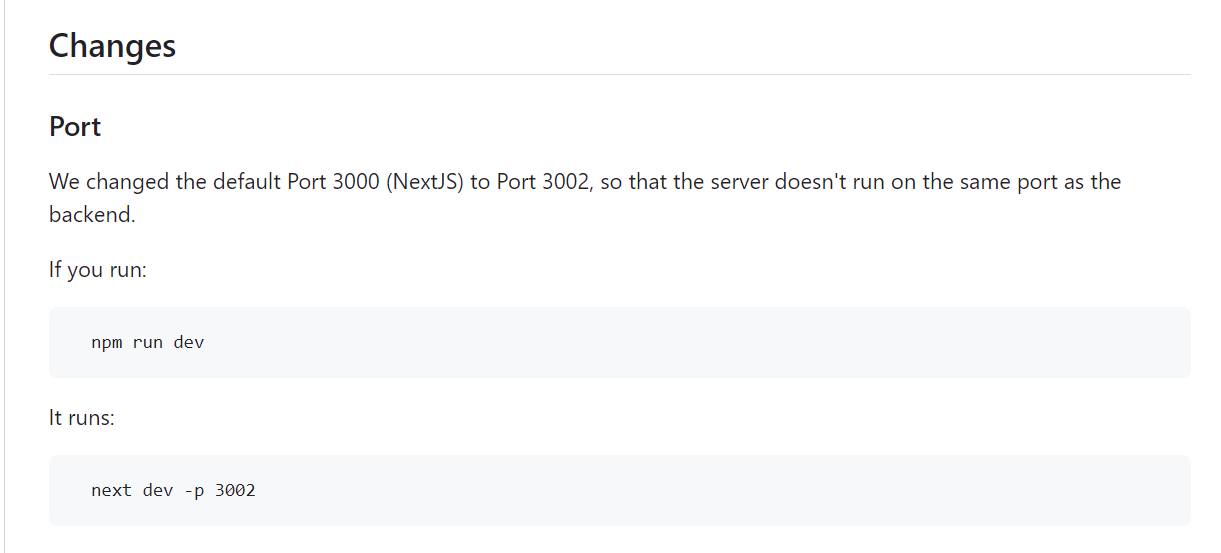 Changes
Port
We changed the default Port 3000 (NextJS) to Port 3002, so that the server doesn't run on the same port as the
backend.
If you run:
npm run dev
It runs:
next dev -p 3002